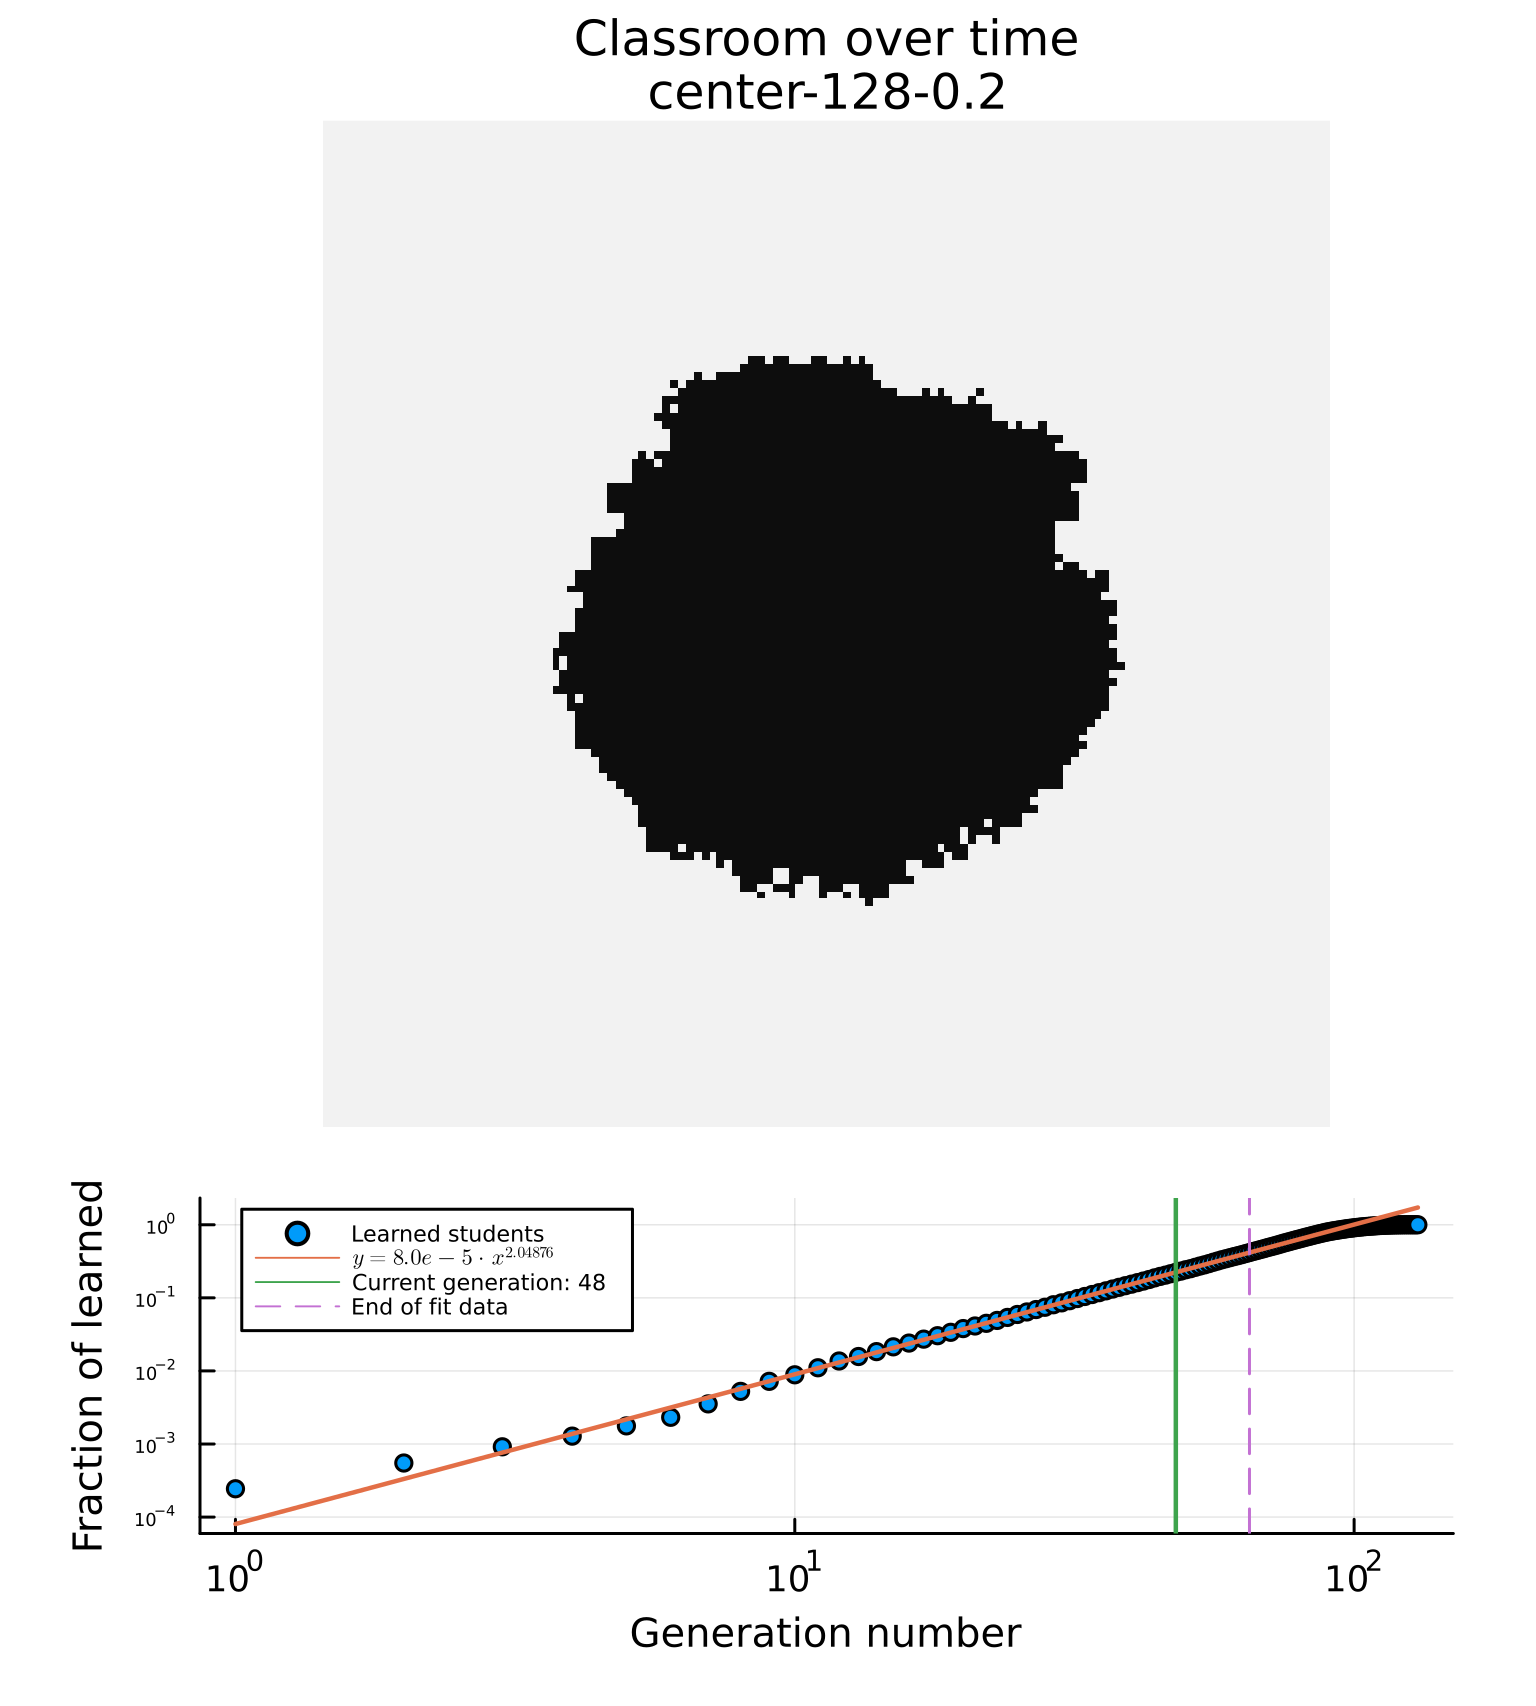 Classroom over time
center-128-0.2
Fraction of learned
10^0
10^-1
10^-2
10^-3
10^-4
Learned students
y = 8.0e − 5 · x^2.04876
Current generation: 48
End of fit data
10^0 10^1 10^2
Generation number